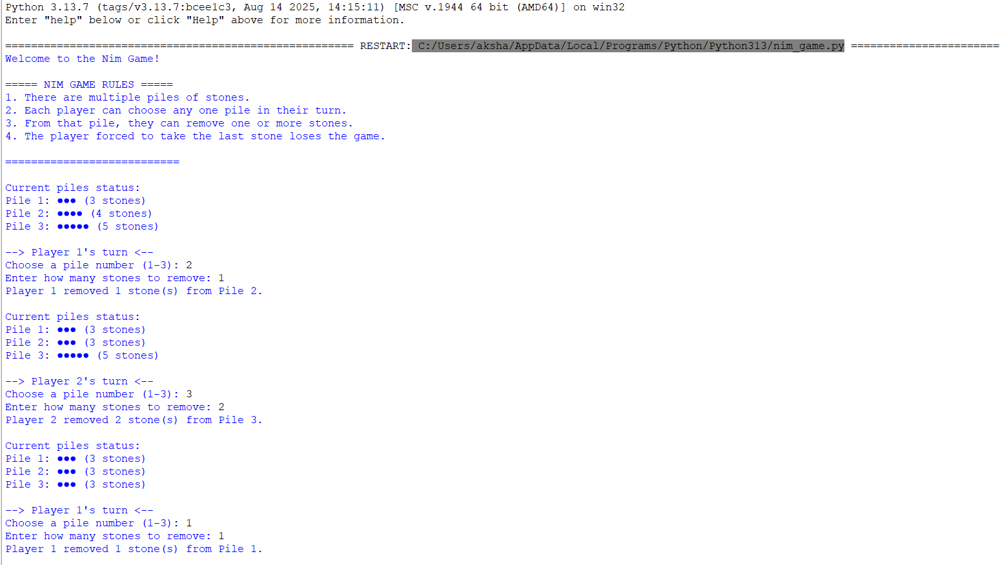 Python 3.13.7 (tags/v3.13.7:bcee1c3, Aug 14 2025, 14:15:11) [MSC v.1944 64 bit (AMD64)] on win32
Enter "help" below or click "Help" above for more information.
====================================================== RESTART: C:/Users/aksha/AppData/Local/Programs/Python/Python313/nim_game.py =======================
Welcome to the Nim Game!
===== NIM GAME RULES =====
1. There are multiple piles of stones.
2. Each player can choose any one pile in their turn.
3. From that pile, they can remove one or more stones.
4. The player forced to take the last stone loses the game.
===========================
Current piles status:
Pile 1: ●●● (3 stones)
Pile 2: ●●●● (4 stones)
Pile 3: ●●●●● (5 stones)
--> Player 1's turn <--
Choose a pile number (1-3): 2
Enter how many stones to remove: 1
Player 1 removed 1 stone(s) from Pile 2.
Current piles status:
Pile 1: ●●● (3 stones)
Pile 2: ●●● (3 stones)
Pile 3: ●●●●● (5 stones)
--> Player 2's turn <--
Choose a pile number (1-3): 3
Enter how many stones to remove: 2
Player 2 removed 2 stone(s) from Pile 3.
Current piles status:
Pile 1: ●●● (3 stones)
Pile 2: ●●● (3 stones)
Pile 3: ●●● (3 stones)
--> Player 1's turn <--
Choose a pile number (1-3): 1
Enter how many stones to remove: 1
Player 1 removed 1 stone(s) from Pile 1.